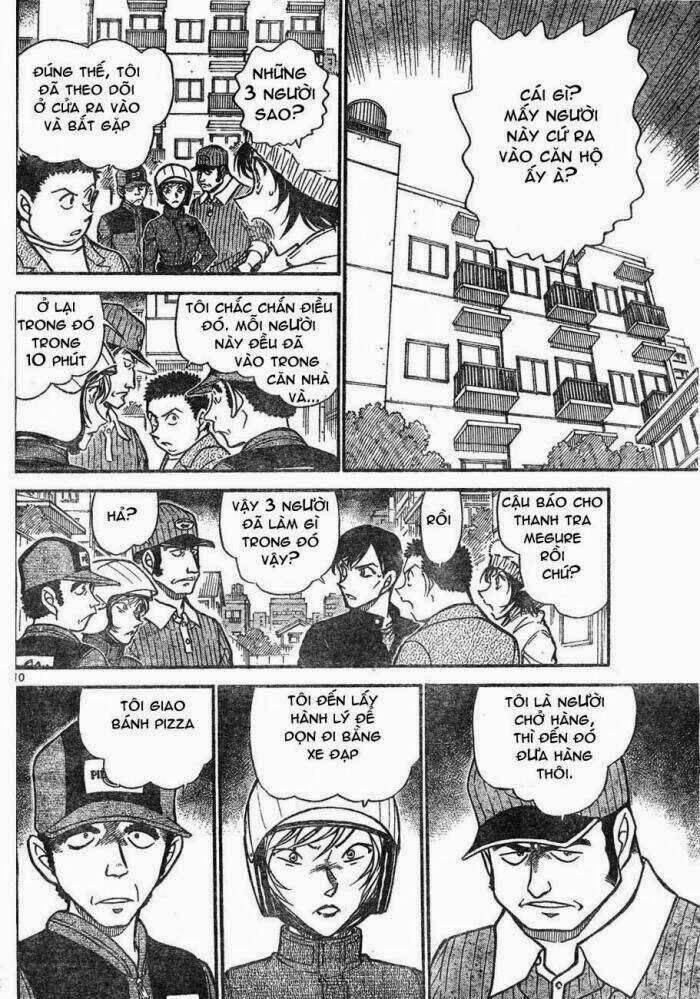 CÁI GÌ?
MẤY NGƯỜI
NÀY CỨ RA
VÀO CĂN HỘ
ẤY À?
NHỮNG
3 NGƯỜI
SAO?
ĐÚNG THẾ, TÔI
ĐÃ THEO DÕI
Ở CỬA RA VÀO
VÀ BẮT GẶP
TÔI CHẮC CHẮN ĐIỀU
ĐÓ. MỖI NGƯỜI
NÀY ĐỀU ĐÃ
VÀO TRONG
CĂN NHÀ
VÀ...
Ở LẠI
TRONG ĐÓ
TRONG
10 PHÚT
CẬU BÁO CHO
THANH TRA
MEGURE
RỒI
CHỨ?
RỒI
VẬY 3 NGƯỜI
ĐÃ LÀM GÌ
TRONG ĐÓ
VẬY?
HẢ?
10
TÔI LÀ NGƯỜI
CHỞ HÀNG,
THÌ ĐẾN ĐÓ
ĐƯA HÀNG
THÔI.
TÔI ĐẾN LẤY
HÀNH LÝ ĐỂ
DỌN ĐI BẰNG
XE ĐẠP
TÔI GIAO
BÁNH PIZZA